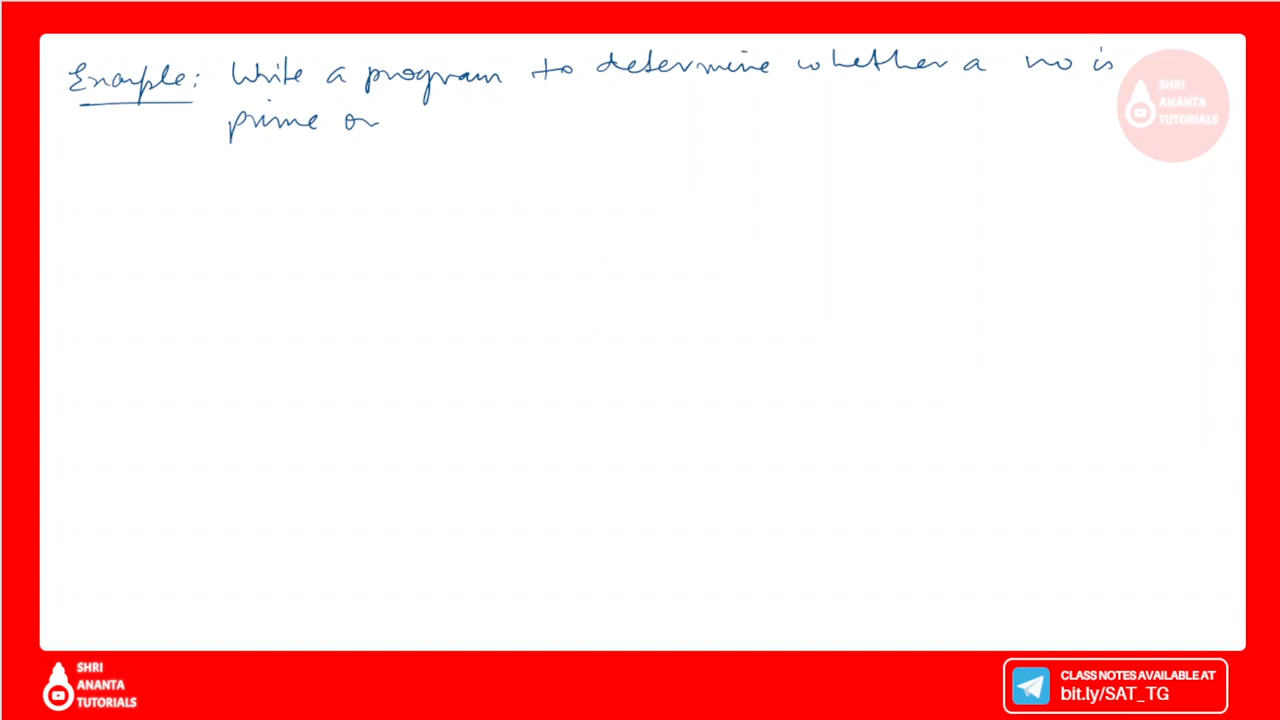 Example: Write a program to determine whether a no is
prime or
SHRI
ANANTA
TUTORIALS
SHRI
ANANTA
TUTORIALS
CLASS NOTES AVAILABLE AT
bit.ly/SAT_TG